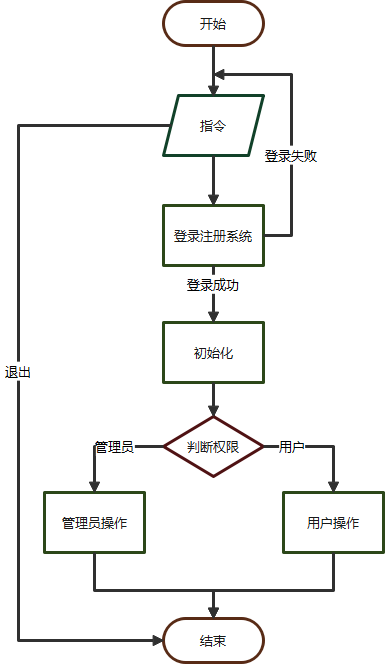 开始
指令
登录失败
登录注册系统
登录成功
初始化
退出
管理员
判断权限
用户
管理员操作
用户操作
结束